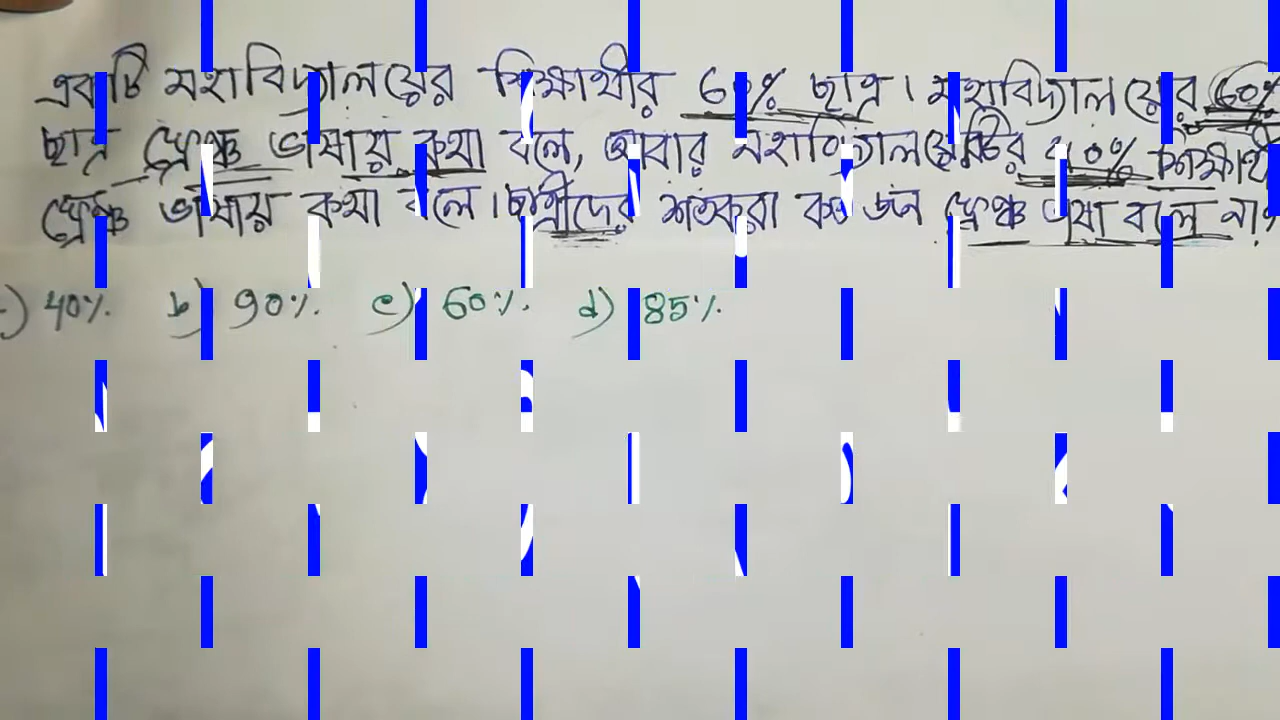 একটি মহাবিদ্যালয়ের শিক্ষার্থীর 60% ছাত্র। মহাবিদ্যালয়ের 60%
ছাত্র ফ্রেঞ্চ ভাষায় কথা বলে, আবার মহাবিদ্যালয়টির 40% শিক্ষার্থী
ফ্রেঞ্চ ভাষায় কথা বলে। ছাত্রীদের শতকরা কত জন ফ্রেঞ্চ ভাষা বলে না?
40% b) 90% c) 60% d) 85%